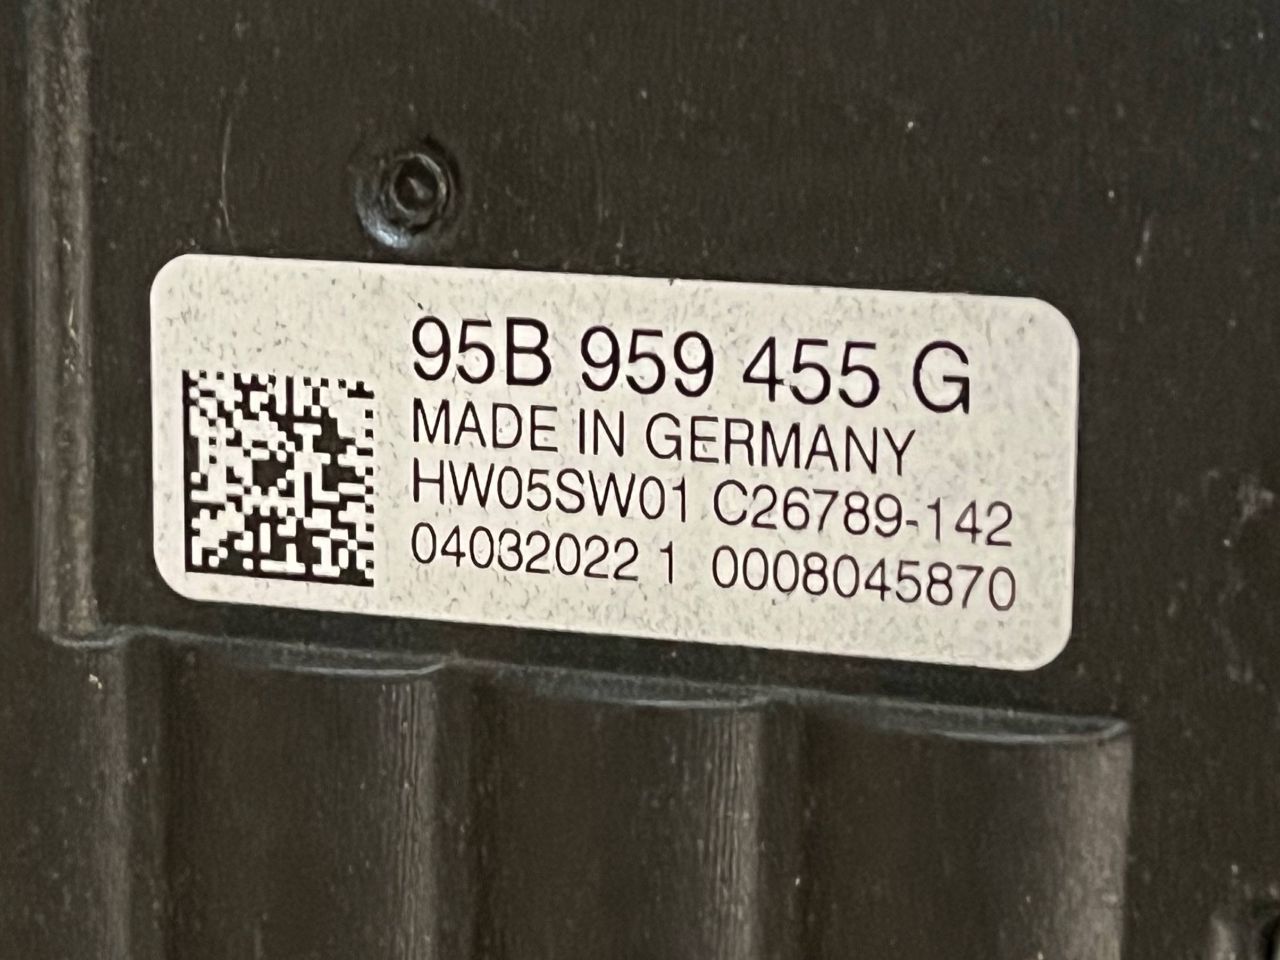 95B 959 455 G
MADE IN GERMANY
HW05SW01 C26789-142
04032022 1 0008045870